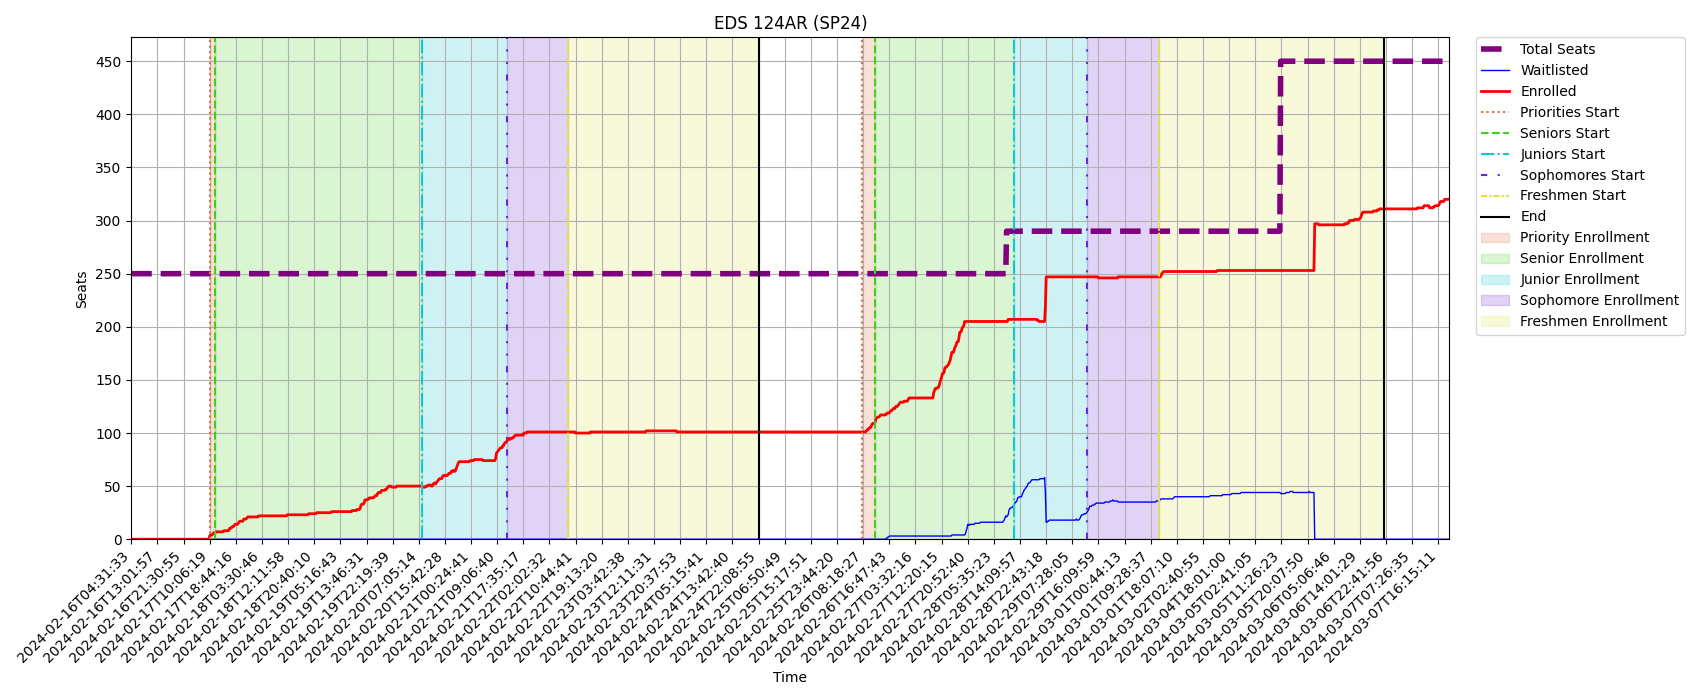 EDS 124AR (SP24)
Seats
450
400
350
300
250
200
150
100
50
0
2024-02-16T04:31:33
2024-02-16T13:01:57
2024-02-16T21:30:55
2024-02-17T10:06:19
2024-02-17T18:44:16
2024-02-18T03:30:46
2024-02-18T12:11:58
2024-02-18T20:40:10
2024-02-19T05:16:43
2024-02-19T13:46:31
2024-02-19T22:19:39
2024-02-20T07:05:14
2024-02-20T15:42:28
2024-02-21T00:24:41
2024-02-21T09:06:40
2024-02-21T17:35:17
2024-02-22T02:02:32
2024-02-22T10:44:41
2024-02-22T19:13:20
2024-02-23T03:42:38
2024-02-23T12:11:31
2024-02-23T20:37:53
2024-02-24T05:15:41
2024-02-24T13:42:40
2024-02-24T22:08:55
2024-02-25T06:50:49
2024-02-25T15:17:51
2024-02-25T23:44:20
2024-02-26T08:18:27
2024-02-26T16:47:43
2024-02-27T03:32:16
2024-02-27T12:20:15
2024-02-27T20:52:40
2024-02-28T05:35:23
2024-02-28T14:09:57
2024-02-28T22:43:18
2024-02-29T07:28:05
2024-02-29T16:09:59
2024-03-01T00:44:13
2024-03-01T09:28:37
2024-03-01T18:07:10
2024-03-02T02:40:55
2024-03-04T18:01:00
2024-03-05T02:41:05
2024-03-05T11:26:23
2024-03-05T20:07:50
2024-03-06T05:06:46
2024-03-06T14:01:29
2024-03-06T22:41:56
2024-03-07T07:26:35
2024-03-07T16:15:11
Time
Total Seats
Waitlisted
Enrolled
Priorities Start
Seniors Start
Juniors Start
Sophomores Start
Freshmen Start
End
Priority Enrollment
Senior Enrollment
Junior Enrollment
Sophomore Enrollment
Freshmen Enrollment